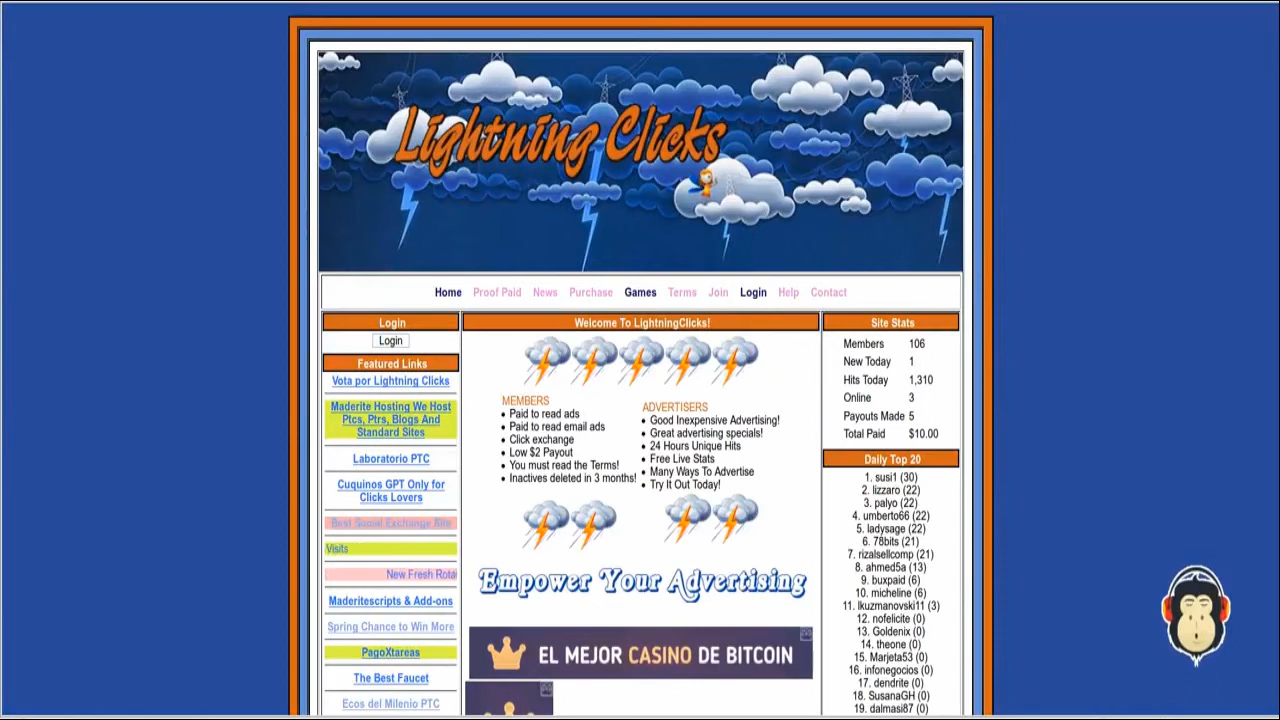 Lightning Clicks
Home Proof Paid News Purchase Games Terms Join Login Help Contact
Login
Login
Featured Links
Vota por Lightning Clicks
Maderite Hosting We Host
Ptcs, Ptrs, Blogs And
Standard Sites
Laboratorio PTC
Cuquinos GPT Only for
Clicks Lovers
Best Social Exchange Site
Visits
New Fresh Rota
Maderitescripts & Add-ons
Spring Chance to Win More
PagoXtareas
The Best Faucet
Ecos del Milenio PTC
Welcome To LightningClicks!
MEMBERS
Paid to read ads
Paid to read email ads
Click exchange
Low $2 Payout
You must read the Terms!
Inactives deleted in 3 months!
ADVERTISERS
Good Inexpensive Advertising!
Great advertising specials!
24 Hours Unique Hits
Free Live Stats
Many Ways To Advertise
Try It Out Today!
Empower Your Advertising
EL MEJOR CASINO DE BITCOIN
Site Stats
Members 106
New Today 1
Hits Today 1,310
Online 3
Payouts Made 5
Total Paid $10.00
Daily Top 20
1. susi1 (30)
2. lizzaro (22)
3. palyo (22)
4. umberto66 (22)
5. ladysage (22)
6. 78bits (21)
7. rizalsellcomp (21)
8. ahmed5a (13)
9. buxpaid (6)
10. micheline (6)
11. lkuzmanovski11 (3)
12. nofelicite (0)
13. Goldenix (0)
14. theone (0)
15. Marjeta53 (0)
16. infonegocios (0)
17. dendrite (0)
18. SusanaGH (0)
19. dalmasi87 (0)